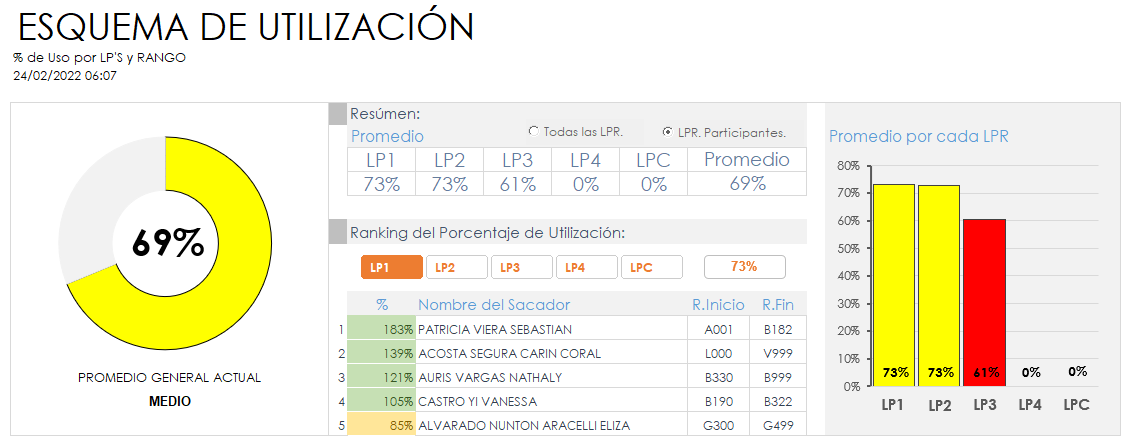 ESQUEMA DE UTILIZACIÓN
% de Uso por LP'S y RANGO
24/02/2022 06:07
69%
PROMEDIO GENERAL ACTUAL
MEDIO
Resúmen:
Promedio
Todas las LPR. LPR. Participantes.
LP1 LP2 LP3 LP4 LPC Promedio
73% 73% 61% 0% 0% 69%
Ranking del Porcentaje de Utilización:
LP1 LP2 LP3 LP4 LPC 73%
% Nombre del Sacador R.Inicio R.Fin
1 183% PATRICIA VIERA SEBASTIAN A001 B182
2 139% ACOSTA SEGURA CARIN CORAL L000 V999
3 121% AURIS VARGAS NATHALY B330 B999
4 105% CASTRO YI VANESSA B190 B322
5 85% ALVARADO NUNTON ARACELLI ELIZA G300 G499
Promedio por cada LPR
80%
70%
60%
50%
40%
30%
20%
10%
0%
73% 73% 61% 0% 0%
LP1 LP2 LP3 LP4 LPC